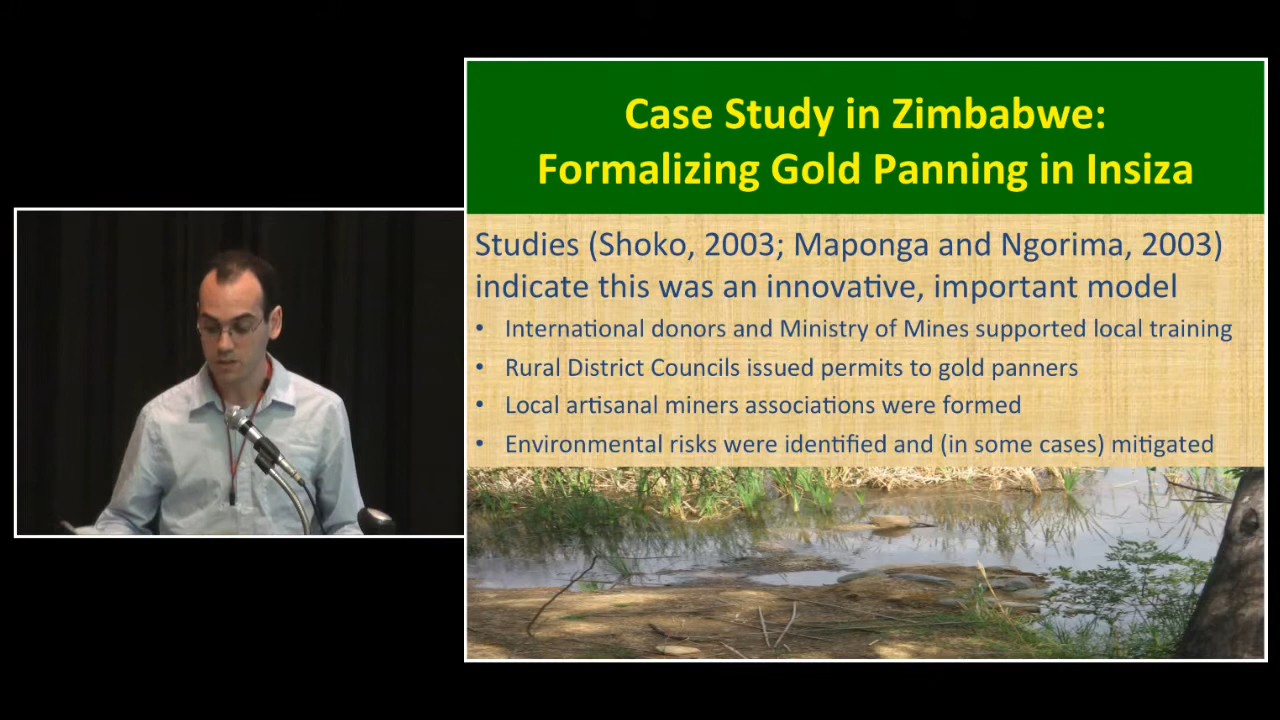 Case Study in Zimbabwe:
Formalizing Gold Panning in Insiza
Studies (Shoko, 2003; Maponga and Ngorima, 2003)
indicate this was an innovative, important model
• International donors and Ministry of Mines supported local training
• Rural District Councils issued permits to gold panners
• Local artisanal miners associations were formed
• Environmental risks were identified and (in some cases) mitigated